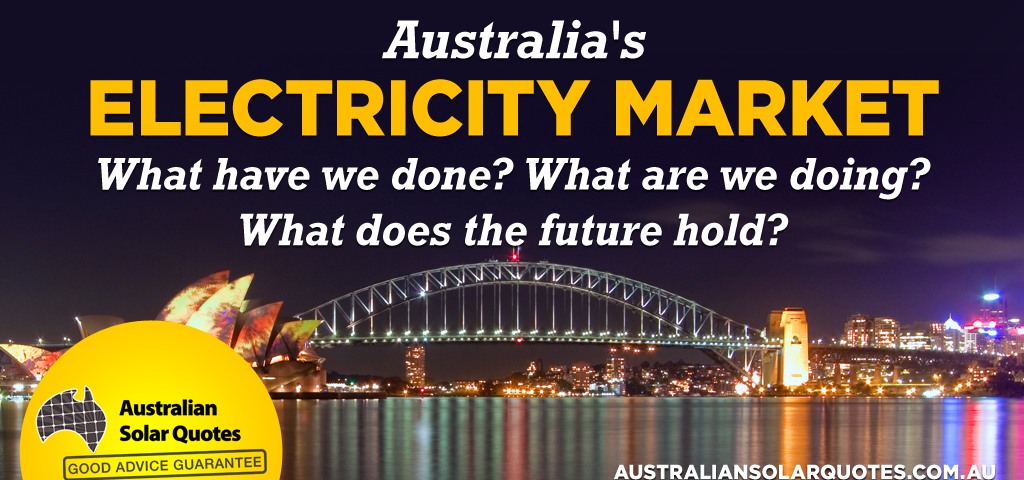 Australia's
ELECTRICITY MARKET
What have we done? What are we doing?
What does the future hold?
Australian
Solar Quotes
GOOD ADVICE GUARANTEE
AUSTRALIANSOLARQUOTES.COM.AU